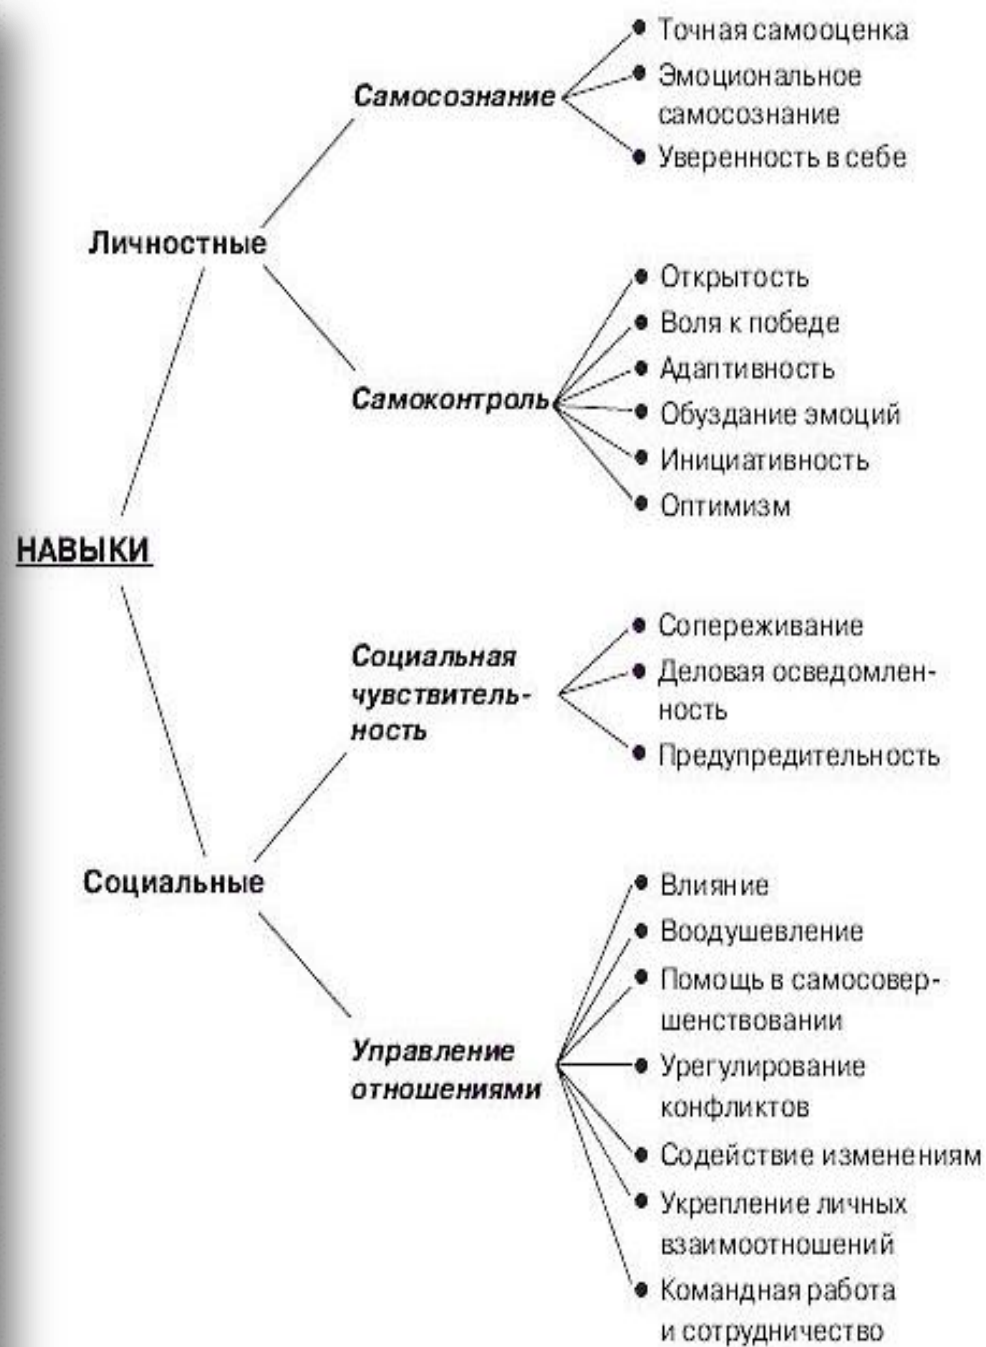 Точная самооценка
Самосознание
Эмоциональное
самосознание
Уверенность в себе
Личностные
Открытость
Воля к победе
Адаптивность
Самоконтроль
Обуздание эмоций
Инициативность
Оптимизм
НАВЫКИ
Социальная
чувствитель-
ность
Сопереживание
Деловая осведомлен-
ность
Предупредительность
Социальные
Влияние
Воодушевление
Помощь в самосовер-
шенствовании
Управление
отношениями
Урегулирование
конфликтов
Содействие изменениям
Укрепление личных
взаимоотношений
Командная работа
и сотрудничество